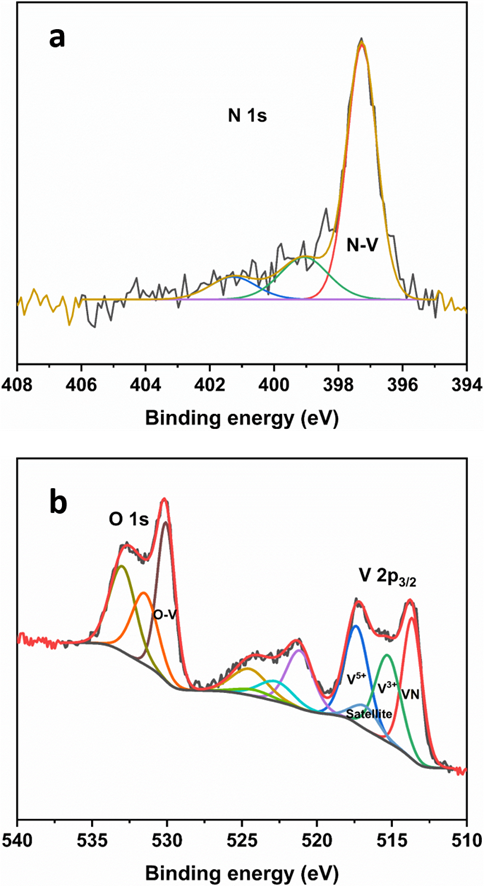 a
N 1s
N-V
408 406 404 402 400 398 396 394
Binding energy (eV)
b
O 1s
V 2p3/2
O-V
V5+
V3+
VN
Satellite
540 535 530 525 520 515 510
Binding energy (eV)